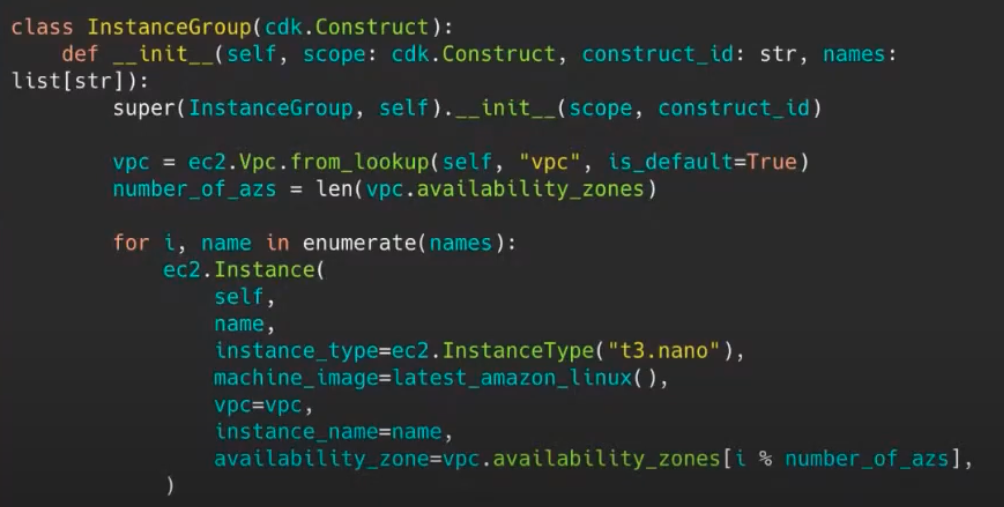 class InstanceGroup(cdk.Construct):
    def __init__(self, scope: cdk.Construct, construct_id: str, names:
list[str]):
        super(InstanceGroup, self).__init__(scope, construct_id)

        vpc = ec2.Vpc.from_lookup(self, "vpc", is_default=True)
        number_of_azs = len(vpc.availability_zones)

        for i, name in enumerate(names):
            ec2.Instance(
                self,
                name,
                instance_type=ec2.InstanceType("t3.nano"),
                machine_image=latest_amazon_linux(),
                vpc=vpc,
                instance_name=name,
                availability_zone=vpc.availability_zones[i % number_of_azs],
            )